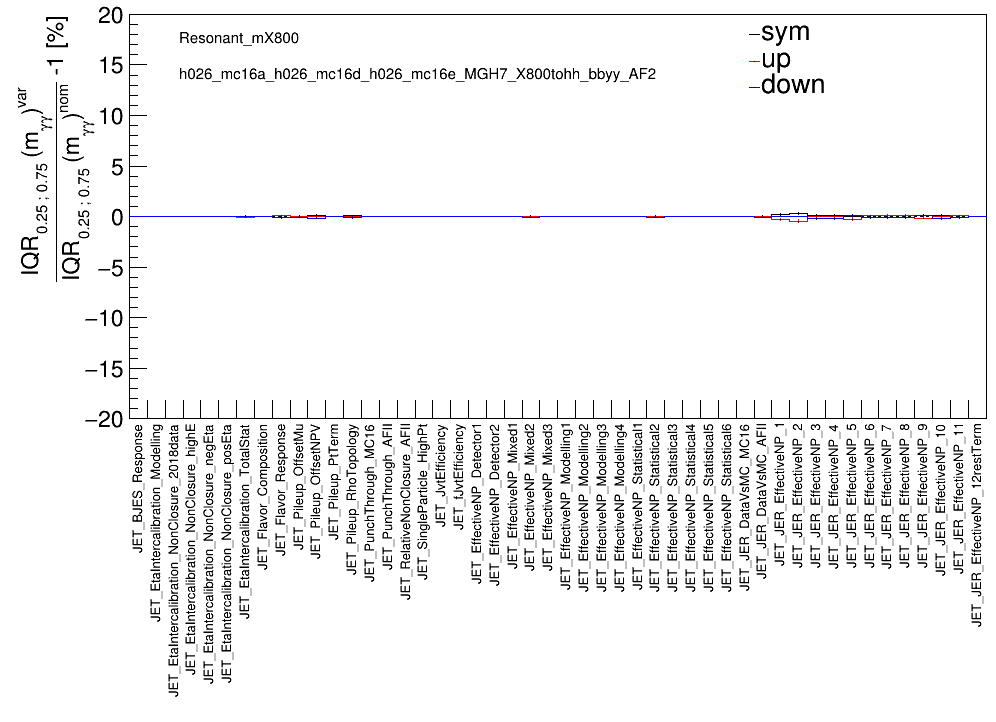 20
15
10
5
0
−5
−10
−15
−20
IQR0.25 ; 0.75 (mγγ)var
IQR0.25 ; 0.75 (mγγ)nom
-1 [%]
Resonant_mX800
h026_mc16a_h026_mc16d_h026_mc16e_MGH7_X800tohh_bbyy_AF2
sym
up
down
JET_BJES_Response
JET_EtaIntercalibration_Modelling
JET_EtaIntercalibration_NonClosure_2018data
JET_EtaIntercalibration_NonClosure_highE
JET_EtaIntercalibration_NonClosure_negEta
JET_EtaIntercalibration_NonClosure_posEta
JET_EtaIntercalibration_TotalStat
JET_Flavor_Composition
JET_Flavor_Response
JET_Pileup_OffsetMu
JET_Pileup_OffsetNPV
JET_Pileup_PtTerm
JET_Pileup_RhoTopology
JET_PunchThrough_MC16
JET_PunchThrough_AFII
JET_RelativeNonClosure_AFII
JET_SingleParticle_HighPt
JET_JvtEfficiency
JET_fJvtEfficiency
JET_EffectiveNP_Detector1
JET_EffectiveNP_Detector2
JET_EffectiveNP_Mixed1
JET_EffectiveNP_Mixed2
JET_EffectiveNP_Mixed3
JET_EffectiveNP_Modelling1
JET_EffectiveNP_Modelling2
JET_EffectiveNP_Modelling3
JET_EffectiveNP_Modelling4
JET_EffectiveNP_Statistical1
JET_EffectiveNP_Statistical2
JET_EffectiveNP_Statistical3
JET_EffectiveNP_Statistical4
JET_EffectiveNP_Statistical5
JET_EffectiveNP_Statistical6
JET_JER_DataVsMC_MC16
JET_JER_DataVsMC_AFII
JET_JER_EffectiveNP_1
JET_JER_EffectiveNP_2
JET_JER_EffectiveNP_3
JET_JER_EffectiveNP_4
JET_JER_EffectiveNP_5
JET_JER_EffectiveNP_6
JET_JER_EffectiveNP_7
JET_JER_EffectiveNP_8
JET_JER_EffectiveNP_9
JET_JER_EffectiveNP_10
JET_JER_EffectiveNP_11
JET_JER_EffectiveNP_12restTerm